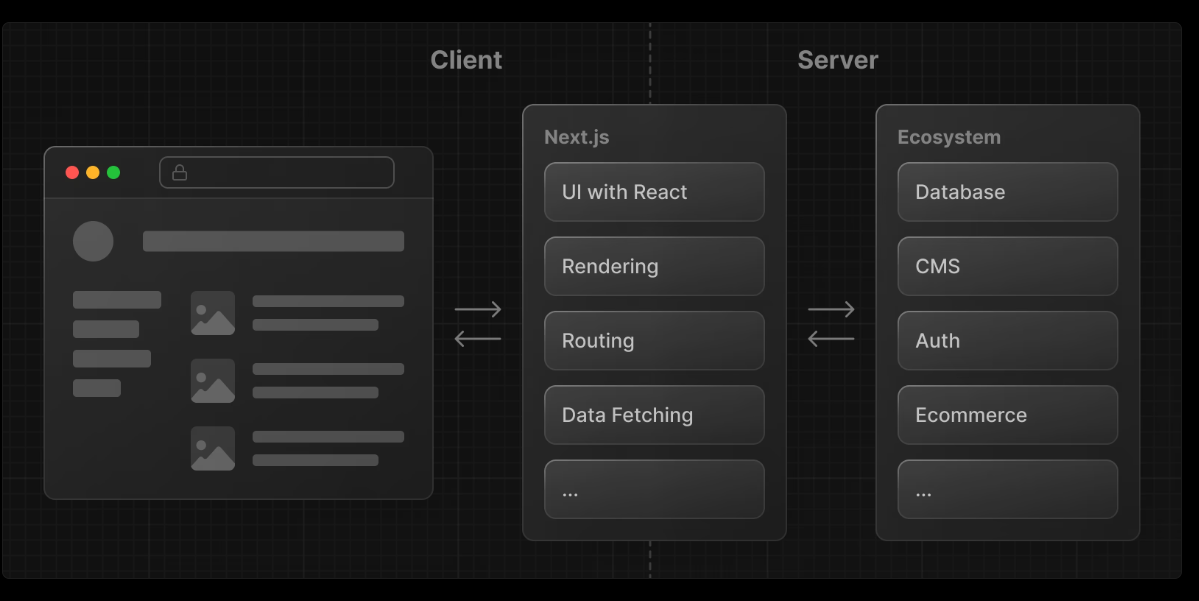 Client
Server
Next.js
UI with React
Rendering
Routing
Data Fetching
...
Ecosystem
Database
CMS
Auth
Ecommerce
...